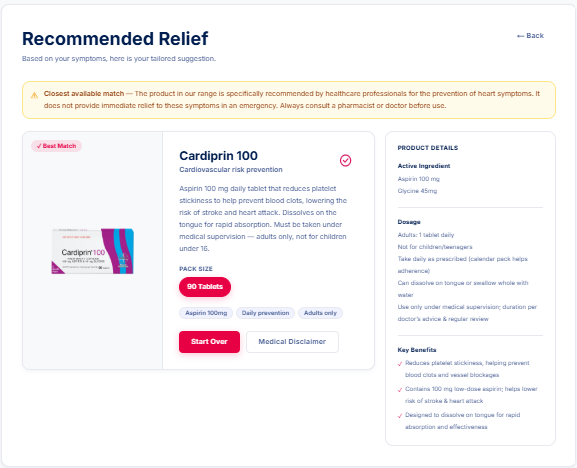 Recommended Relief
← Back
Based on your symptoms, here is your tailored suggestion.
⚠ Closest available match — The product in our range is specifically recommended by healthcare professionals for the prevention of heart symptoms. It
does not provide immediate relief to these symptoms in an emergency. Always consult a pharmacist or doctor before use.
✓ Best Match
Cardiprin® 100
Cardiprin 100
Cardiovascular risk prevention
Aspirin 100 mg daily tablet that reduces platelet
stickiness to help prevent blood clots, lowering the
risk of stroke and heart attack. Dissolves on the
tongue for rapid absorption. Must be taken under
medical supervision — adults only, not for children
under 16.
PACK SIZE
90 Tablets
Aspirin 100mg
Daily prevention
Adults only
Start Over
Medical Disclaimer
PRODUCT DETAILS
Active Ingredient
Aspirin 100 mg
Glycine 45mg
Dosage
Adults: 1 tablet daily
Not for children/teenagers
Take daily as prescribed (calendar pack helps
adherence)
Can dissolve on tongue or swallow whole with
water
Use only under medical supervision; duration per
doctor's advice & regular review
Key Benefits
✓ Reduces platelet stickiness, helping prevent
blood clots and vessel blockages
✓ Contains 100 mg low-dose aspirin; helps lower
risk of stroke & heart attack
✓ Designed to dissolve on tongue for rapid
absorption and effectiveness